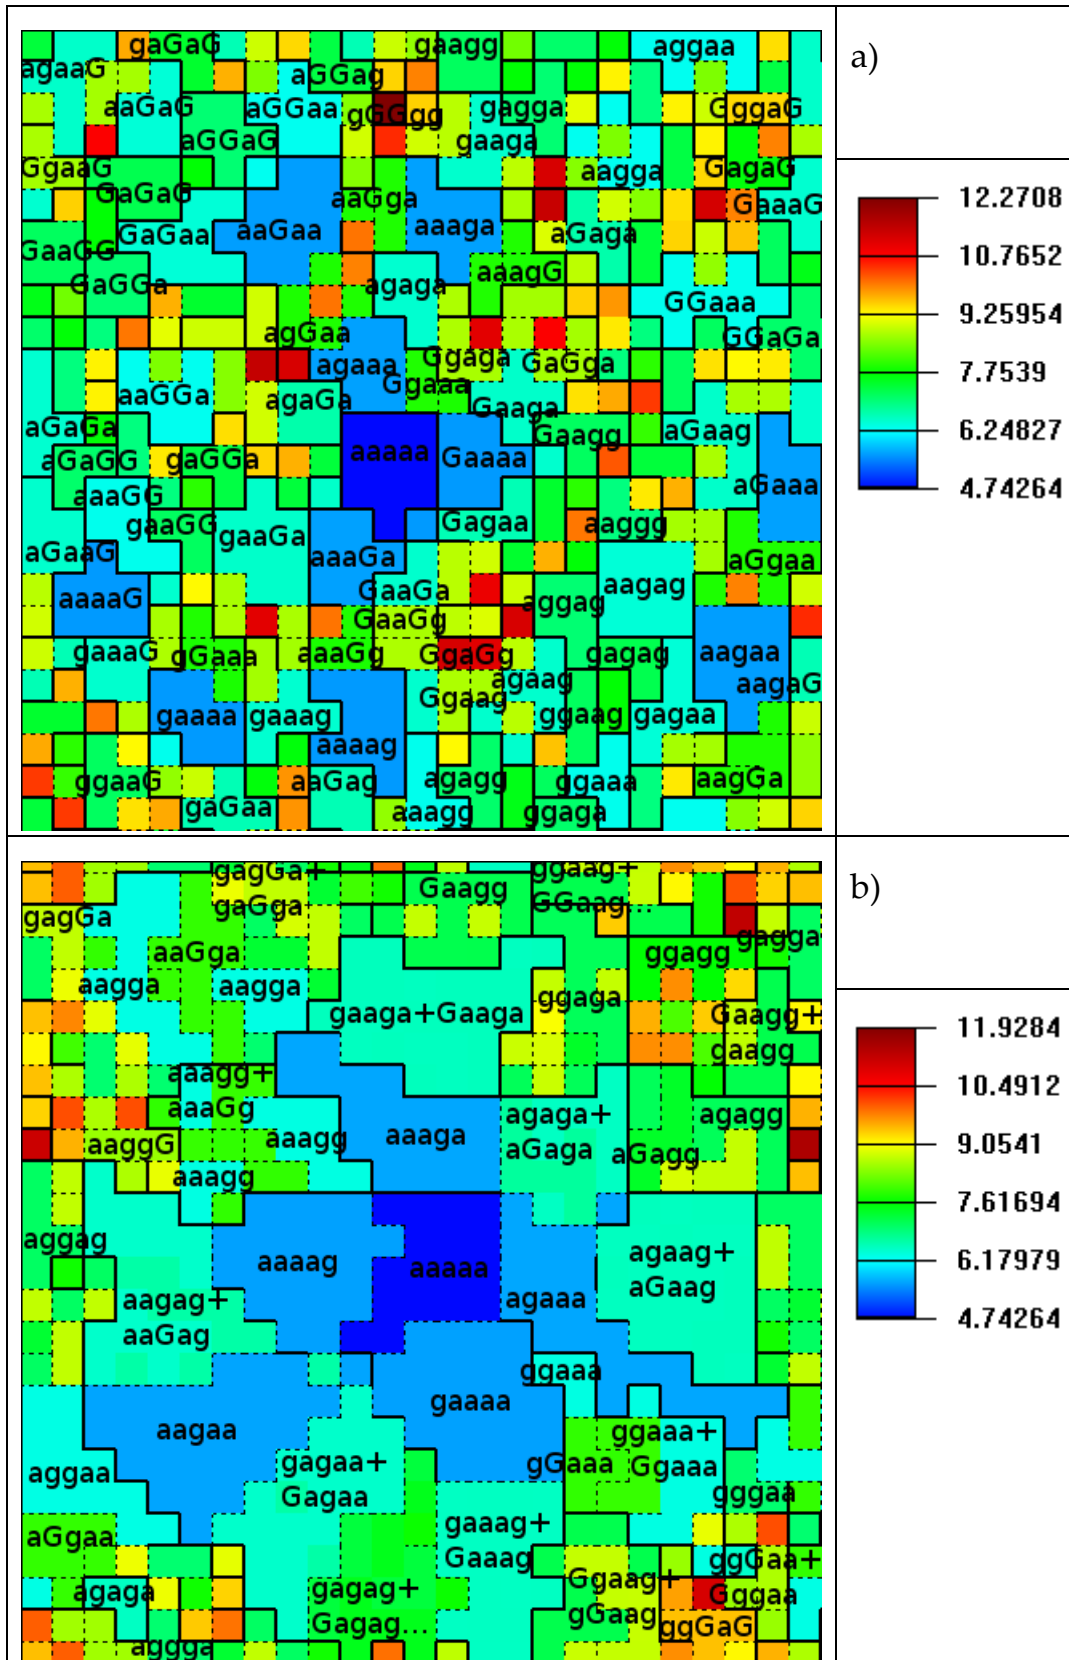 gaGaG gaagg aggaa a)
agaaG aGGag
aaGaG aGGaa gGGgg gagga GggaG
aGGaG gaaga
GgaaG aagga GagaG
GaGaG aaGga GaaaG 12.2708
GaGaa aaGaa aaaga aGaga
GaaGG aaagG 10.7652
GaGGa agaga GGaaa 9.25954
agGaa GGaGa
agaaa Ggaga GaGga 7.7539
aaGGa agaGa Ggaaa Gaaga
aGaGa Gaagg aGaag 6.24827
aGaGG gaGGa aaaaa Gaaaa
aaaGG aGaaa 4.74264
gaaGG gaaGa Gagaa aaggg
aGaaG aaaGa aGgaa
aaaaG GaaGa aggag aagag
GaaGg
gaaaG gGaaa aaaGg GgaGg gagag aagaa
Ggaag agaag aagaG
gaaaa gaaag ggaag gagaa
aaaag
ggaaG aaGag agagg ggaaa aagGa
gaGaa aaagg ggaga
gagGa+ Gaagg ggaag+ b)
gagGa gaGga GGaag...
aaGga ggagg gagga
aagga aagga ggaga
gaaga+Gaaga Gaagg+ 11.9284
gaagg
aaagg+ 10.4912
aaaGg agaga+ agagg
aaggG aaagg aaaga aGaga aGagg 9.0541
aaagg
7.61694
aggag aaaag aaaaa agaag+ 6.17979
aagag+ agaaa aGaag
aaGag 4.74264
ggaaa
aagaa gaaaa ggaaa+
aggaa gagaa+ gGaaa Ggaaa
Gagaa gggaa
aGgaa gaaag+
Gaaag ggGaa+
agaga gagag+ Ggaag+ Gggaa
Gagag... gGaag ggGaG
aggga